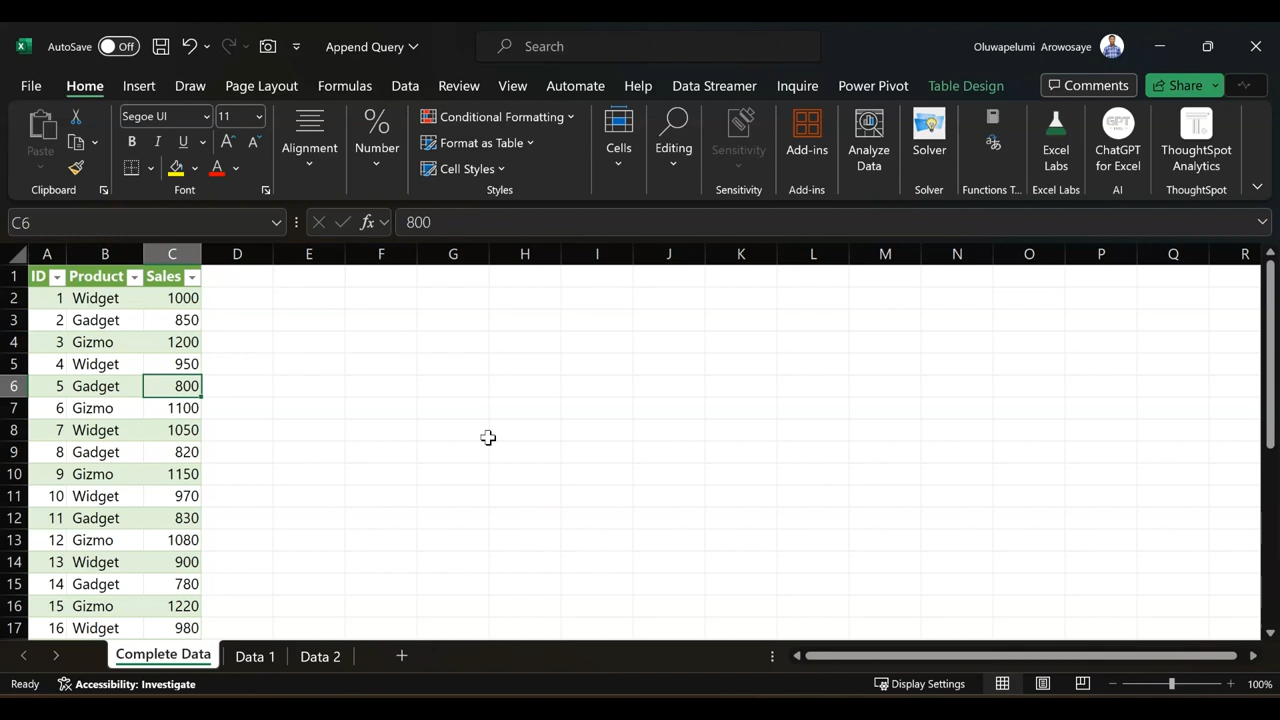 AutoSave Off Append Query Search Oluwapelumi Arowosaye
File Home Insert Draw Page Layout Formulas Data Review View Automate Help Data Streamer Inquire Power Pivot Table Design Comments Share
Paste Segoe UI 11 B I U A Alignment % Number Conditional Formatting Format as Table Cell Styles Cells Editing Sensitivity Add-ins Analyze Data Solver Excel Labs ChatGPT for Excel ThoughtSpot Analytics
Clipboard Font Styles Sensitivity Add-ins Solver Functions T... Excel Labs AI ThoughtSpot
C6 fx 800
A B C D E F G H I J K L M N O P Q R
1 ID Product Sales
2 1 Widget 1000
3 2 Gadget 850
4 3 Gizmo 1200
5 4 Widget 950
6 5 Gadget 800
7 6 Gizmo 1100
8 7 Widget 1050
9 8 Gadget 820
10 9 Gizmo 1150
11 10 Widget 970
12 11 Gadget 830
13 12 Gizmo 1080
14 13 Widget 900
15 14 Gadget 780
16 15 Gizmo 1220
17 16 Widget 980
Complete Data Data 1 Data 2
Ready Accessibility: Investigate Display Settings 100%